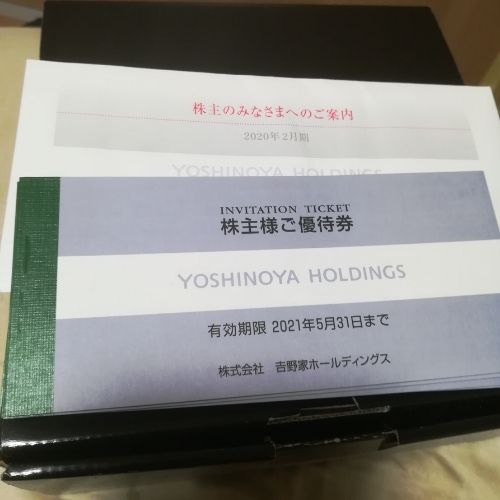 株主のみなさまへのご案内
2020年2月期
YOSHINOYA HOLDINGS
INVITATION TICKET
株主様ご優待券
YOSHINOYA HOLDINGS
有効期限 2021年5月31日まで
株式会社 吉野家ホールディングス